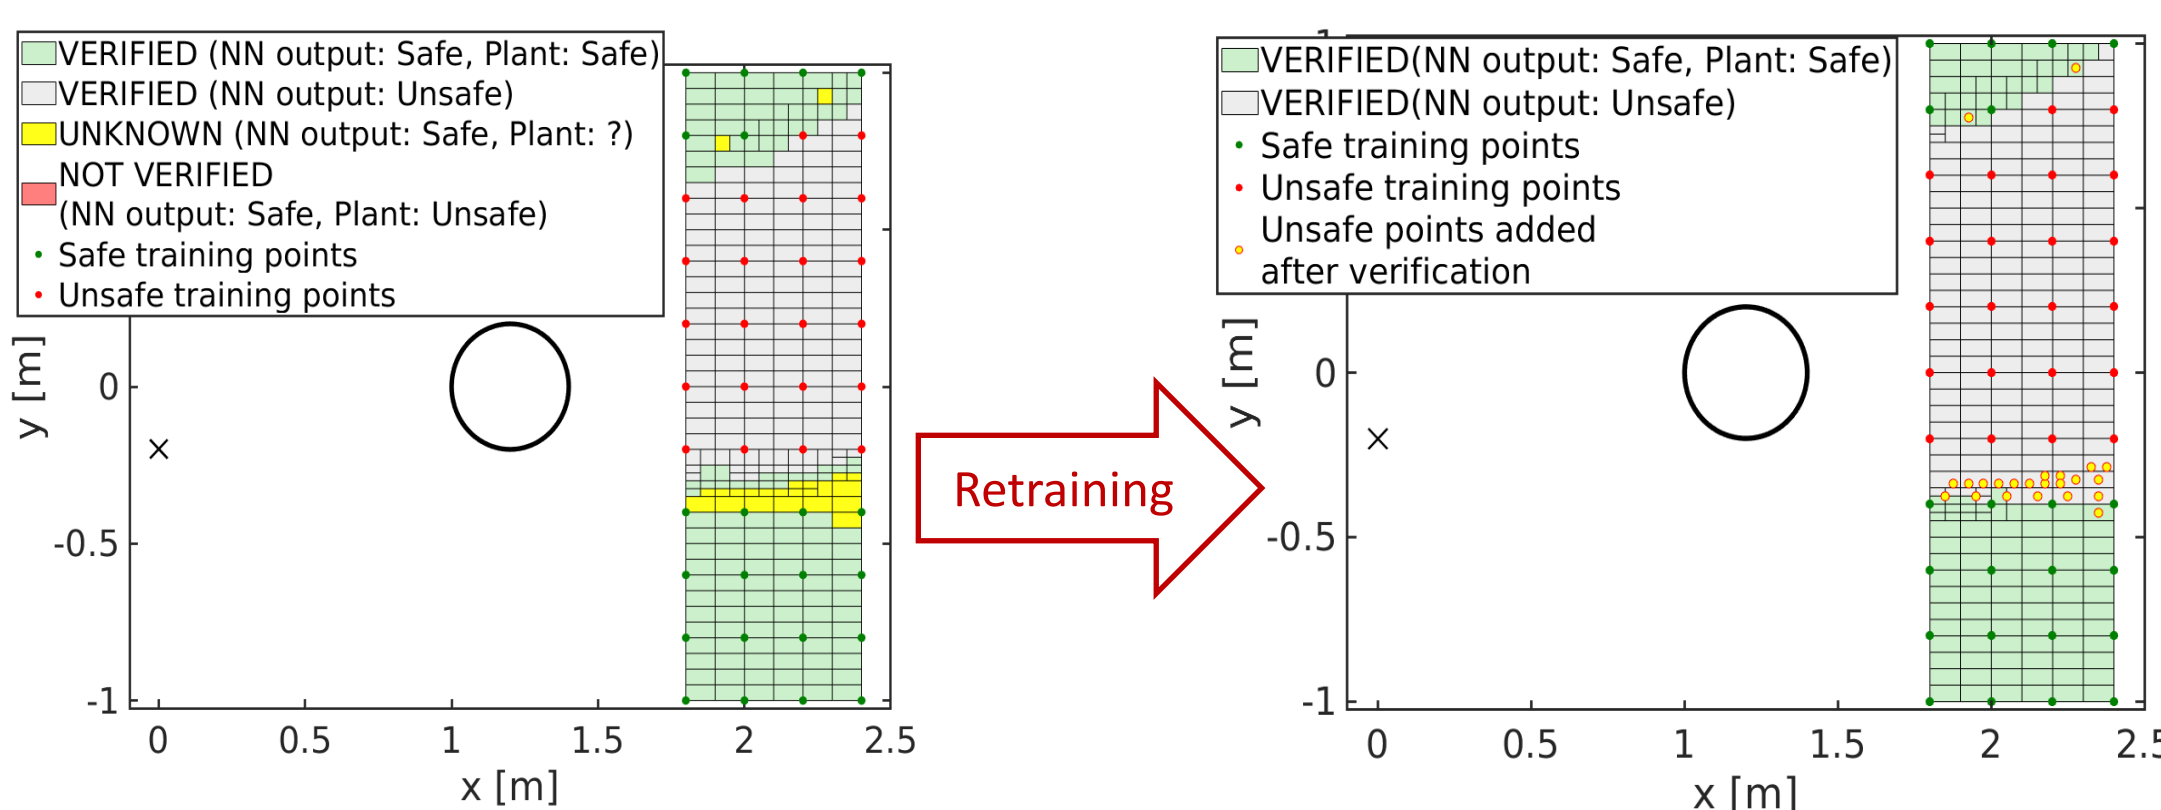 VERIFIED (NN output: Safe, Plant: Safe)
VERIFIED (NN output: Unsafe)
UNKNOWN (NN output: Safe, Plant: ?)
NOT VERIFIED
(NN output: Safe, Plant: Unsafe)
Safe training points
Unsafe training points
y [m]
0
-0.5
-1
0
0.5
1
1.5
2
2.5
x [m]
Retraining
1
VERIFIED(NN output: Safe, Plant: Safe)
VERIFIED(NN output: Unsafe)
Safe training points
Unsafe training points
Unsafe points added
after verification
y [m]
0
-0.5
-1
0
0.5
1
1.5
2
2.5
x [m]